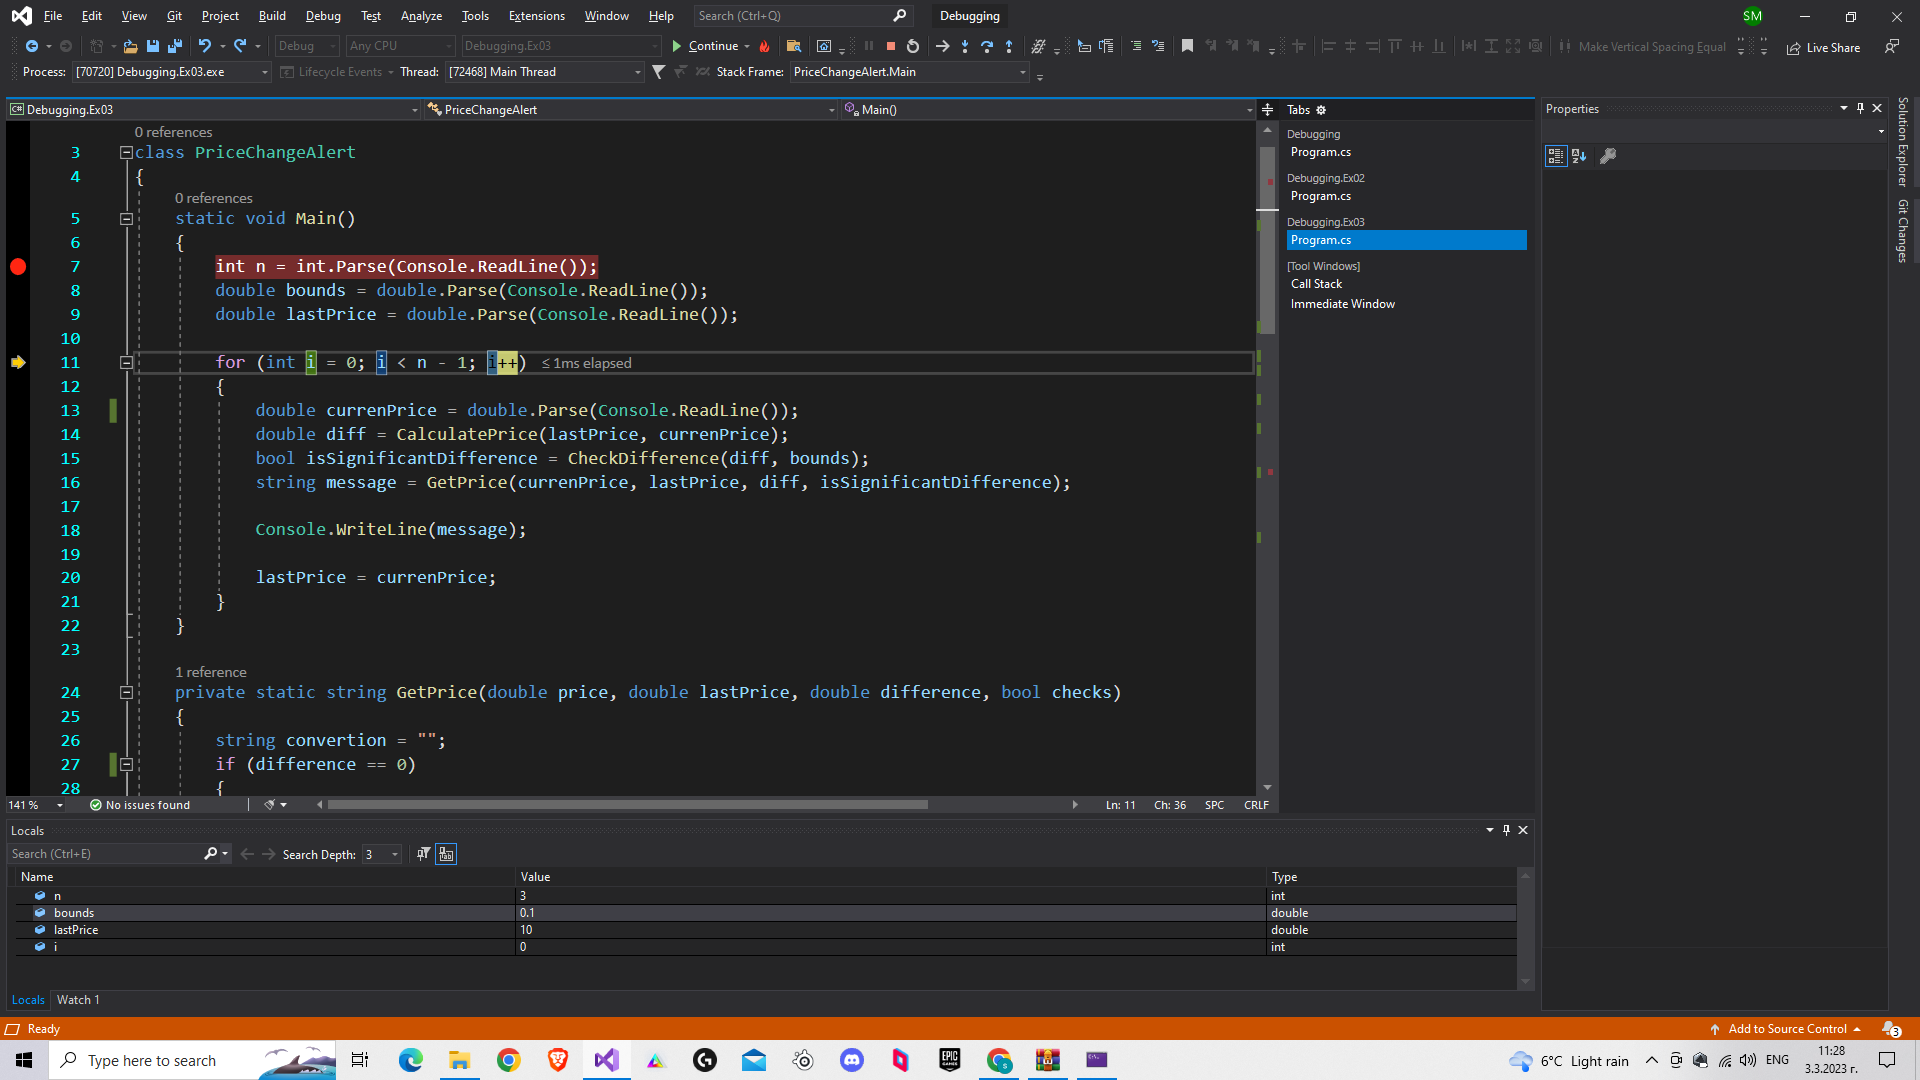 File Edit View Git Project Build Debug Test Analyze Tools Extensions Window Help Search (Ctrl+Q) Debugging SM
Debug Any CPU Debugging.Ex03 Continue Make Vertical Spacing Equal Live Share
Process: [70720] Debugging.Ex03.exe Lifecycle Events Thread: [72468] Main Thread Stack Frame: PriceChangeAlert.Main
Debugging.Ex03 PriceChangeAlert Main()
0 references
3 class PriceChangeAlert
4 {
0 references
5 static void Main()
6 {
7 int n = int.Parse(Console.ReadLine());
8 double bounds = double.Parse(Console.ReadLine());
9 double lastPrice = double.Parse(Console.ReadLine());
10
11 for (int i = 0; i < n - 1; i++) ≤ 1ms elapsed
12 {
13 double currenPrice = double.Parse(Console.ReadLine());
14 double diff = CalculatePrice(lastPrice, currenPrice);
15 bool isSignificantDifference = CheckDifference(diff, bounds);
16 string message = GetPrice(currenPrice, lastPrice, diff, isSignificantDifference);
17
18 Console.WriteLine(message);
19
20 lastPrice = currenPrice;
21 }
22 }
23
1 reference
24 private static string GetPrice(double price, double lastPrice, double difference, bool checks)
25 {
26 string convertion = "";
27 if (difference == 0)
28 {
141 % No issues found Ln: 11 Ch: 36 SPC CRLF
Tabs
Debugging
Program.cs
Debugging.Ex02
Program.cs
Debugging.Ex03
Program.cs
[Tool Windows]
Call Stack
Immediate Window
Properties
Solution Explorer
Git Changes
Locals
Search (Ctrl+E) Search Depth: 3
Name Value Type
n 3 int
bounds 0.1 double
lastPrice 10 double
i 0 int
Locals Watch 1
Ready Add to Source Control 3
Type here to search 6°C Light rain ENG 11:28
3.3.2023 г.
EPIC GAMES